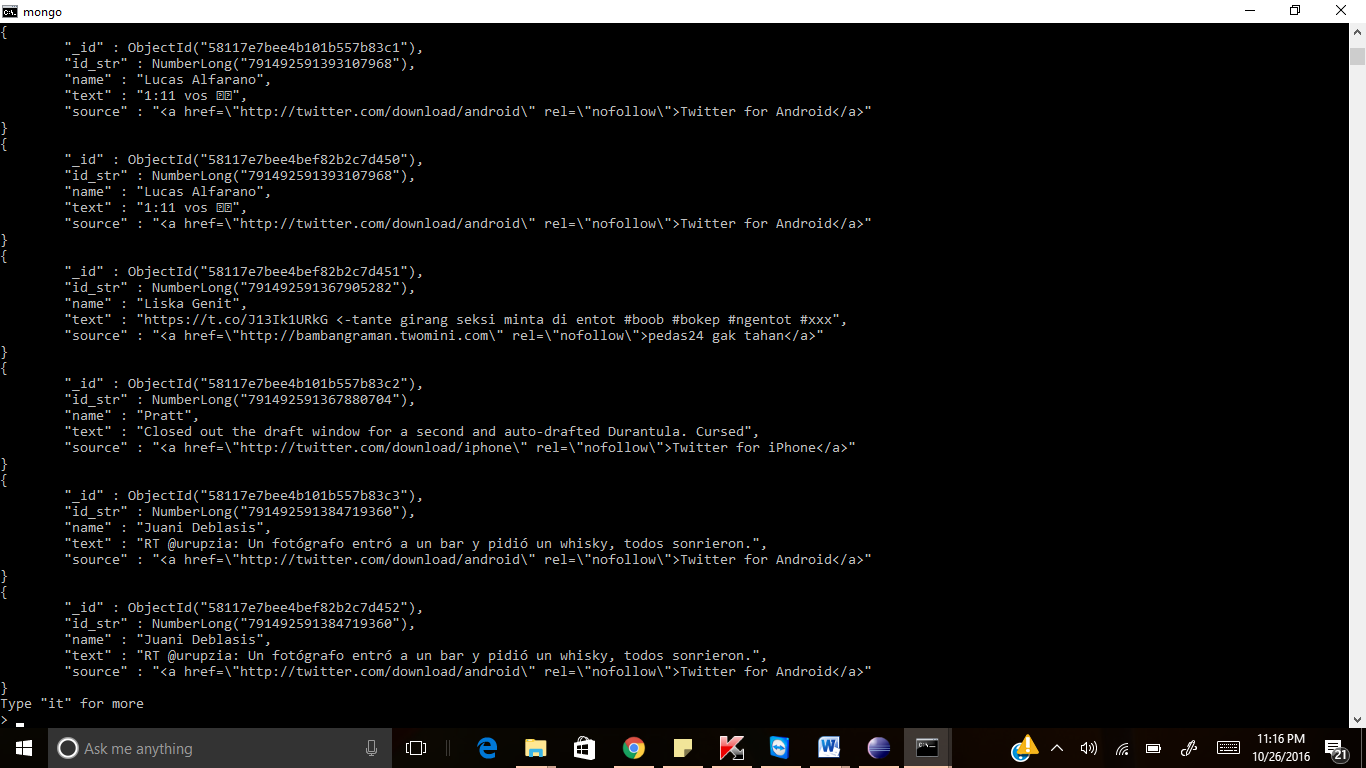 mongo
{
"_id" : ObjectId("58117e7bee4b101b557b83c1"),
"id_str" : NumberLong("791492591393107968"),
"name" : "Lucas Alfarano",
"text" : "1:11 vos ",
"source" : "<a href=\"http://twitter.com/download/android\" rel=\"nofollow\">Twitter for Android</a>"
}
{
"_id" : ObjectId("58117e7bee4bef82b2c7d450"),
"id_str" : NumberLong("791492591393107968"),
"name" : "Lucas Alfarano",
"text" : "1:11 vos ",
"source" : "<a href=\"http://twitter.com/download/android\" rel=\"nofollow\">Twitter for Android</a>"
}
{
"_id" : ObjectId("58117e7bee4bef82b2c7d451"),
"id_str" : NumberLong("791492591367905282"),
"name" : "Liska Genit",
"text" : "https://t.co/J13Ik1URkG <-tante girang seksi minta di entot #boob #bokep #ngentot #xxx",
"source" : "<a href=\"http://bambangraman.twomini.com\" rel=\"nofollow\">pedas24 gak tahan</a>"
}
{
"_id" : ObjectId("58117e7bee4b101b557b83c2"),
"id_str" : NumberLong("791492591367880704"),
"name" : "Pratt",
"text" : "Closed out the draft window for a second and auto-drafted Durantula. Cursed",
"source" : "<a href=\"http://twitter.com/download/iphone\" rel=\"nofollow\">Twitter for iPhone</a>"
}
{
"_id" : ObjectId("58117e7bee4b101b557b83c3"),
"id_str" : NumberLong("791492591384719360"),
"name" : "Juani Deblasis",
"text" : "RT @urupzia: Un fotógrafo entró a un bar y pidió un whisky, todos sonrieron.",
"source" : "<a href=\"http://twitter.com/download/android\" rel=\"nofollow\">Twitter for Android</a>"
}
{
"_id" : ObjectId("58117e7bee4bef82b2c7d452"),
"id_str" : NumberLong("791492591384719360"),
"name" : "Juani Deblasis",
"text" : "RT @urupzia: Un fotógrafo entró a un bar y pidió un whisky, todos sonrieron.",
"source" : "<a href=\"http://twitter.com/download/android\" rel=\"nofollow\">Twitter for Android</a>"
}
Type "it" for more
>
Ask me anything
11:16 PM
10/26/2016
21